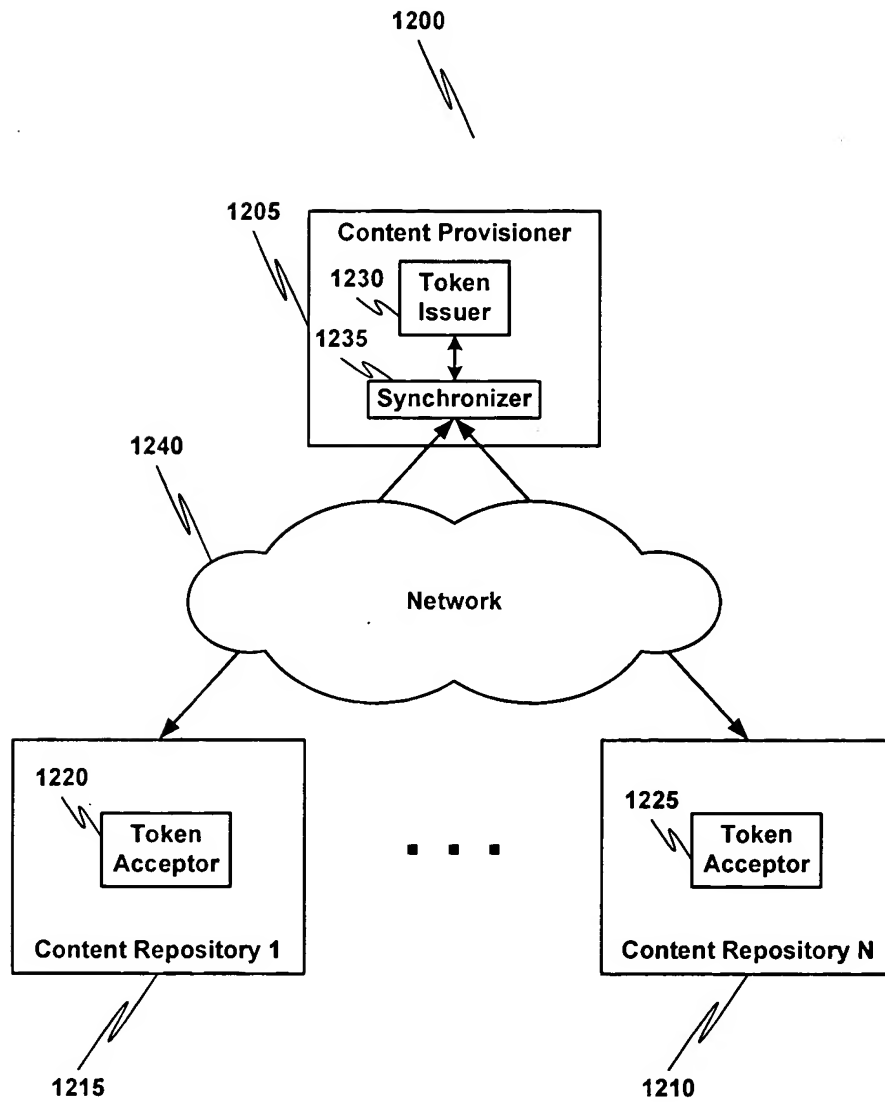 1200
1205
Content Provisioner
1230
Token
Issuer
1235
Synchronizer
1240
Network
1220
Token
Acceptor
Content Repository 1
1225
Token
Acceptor
Content Repository N
1215
1210